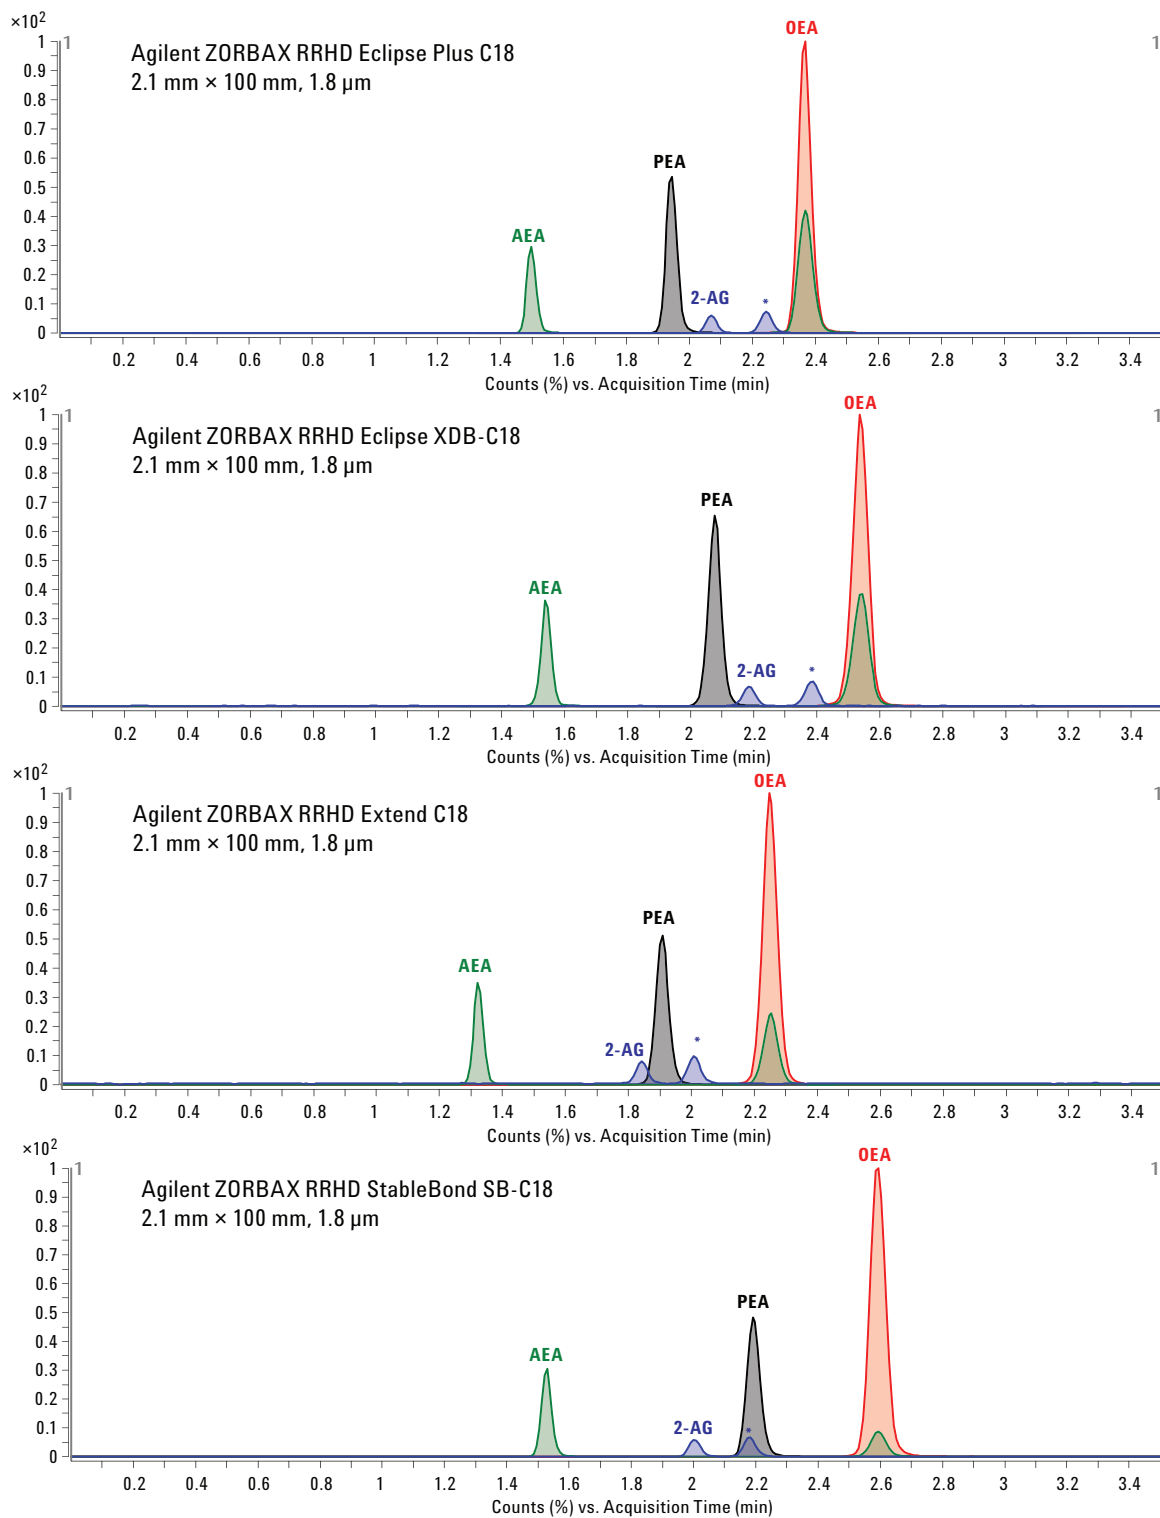 ×10²
1
1
1
Agilent ZORBAX RRHD Eclipse Plus C18
2.1 mm × 100 mm, 1.8 µm
OEA
PEA
AEA
2-AG
*
0.9
0.8
0.7
0.6
0.5
0.4
0.3
0.2
0.1
0
0.2 0.4 0.6 0.8 1 1.2 1.4 1.6 1.8 2 2.2 2.4 2.6 2.8 3 3.2 3.4
Counts (%) vs. Acquisition Time (min)
×10²
1
1
1
OEA
Agilent ZORBAX RRHD Eclipse XDB-C18
2.1 mm × 100 mm, 1.8 µm
PEA
AEA
2-AG
*
0.9
0.8
0.7
0.6
0.5
0.4
0.3
0.2
0.1
0
0.2 0.4 0.6 0.8 1 1.2 1.4 1.6 1.8 2 2.2 2.4 2.6 2.8 3 3.2 3.4
Counts (%) vs. Acquisition Time (min)
×10²
1
1
1
OEA
Agilent ZORBAX RRHD Extend C18
2.1 mm × 100 mm, 1.8 µm
PEA
AEA
2-AG
*
0.9
0.8
0.7
0.6
0.5
0.4
0.3
0.2
0.1
0
0.2 0.4 0.6 0.8 1 1.2 1.4 1.6 1.8 2 2.2 2.4 2.6 2.8 3 3.2 3.4
Counts (%) vs. Acquisition Time (min)
×10²
1
1
1
OEA
Agilent ZORBAX RRHD StableBond SB-C18
2.1 mm × 100 mm, 1.8 µm
PEA
AEA
2-AG
*
0.9
0.8
0.7
0.6
0.5
0.4
0.3
0.2
0.1
0
0.2 0.4 0.6 0.8 1 1.2 1.4 1.6 1.8 2 2.2 2.4 2.6 2.8 3 3.2 3.4
Counts (%) vs. Acquisition Time (min)